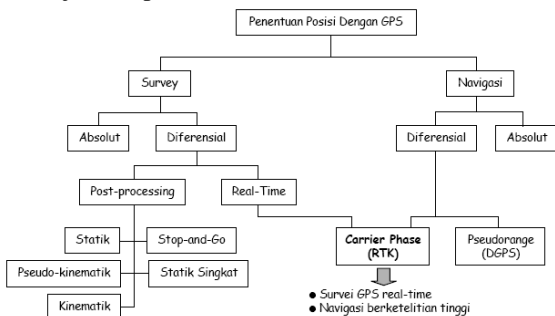 Penentuan Posisi Dengan GPS
Survey
Navigasi
Absolut
Diferensial
Diferensial
Absolut
Post-processing
Real-Time
Statik
Stop-and-Go
Carrier Phase
(RTK)
Pseudorange
(DGPS)
Pseudo-kinematik
Statik Singkat
Kinematik
● Survei GPS real-time
● Navigasi berketelitian tinggi